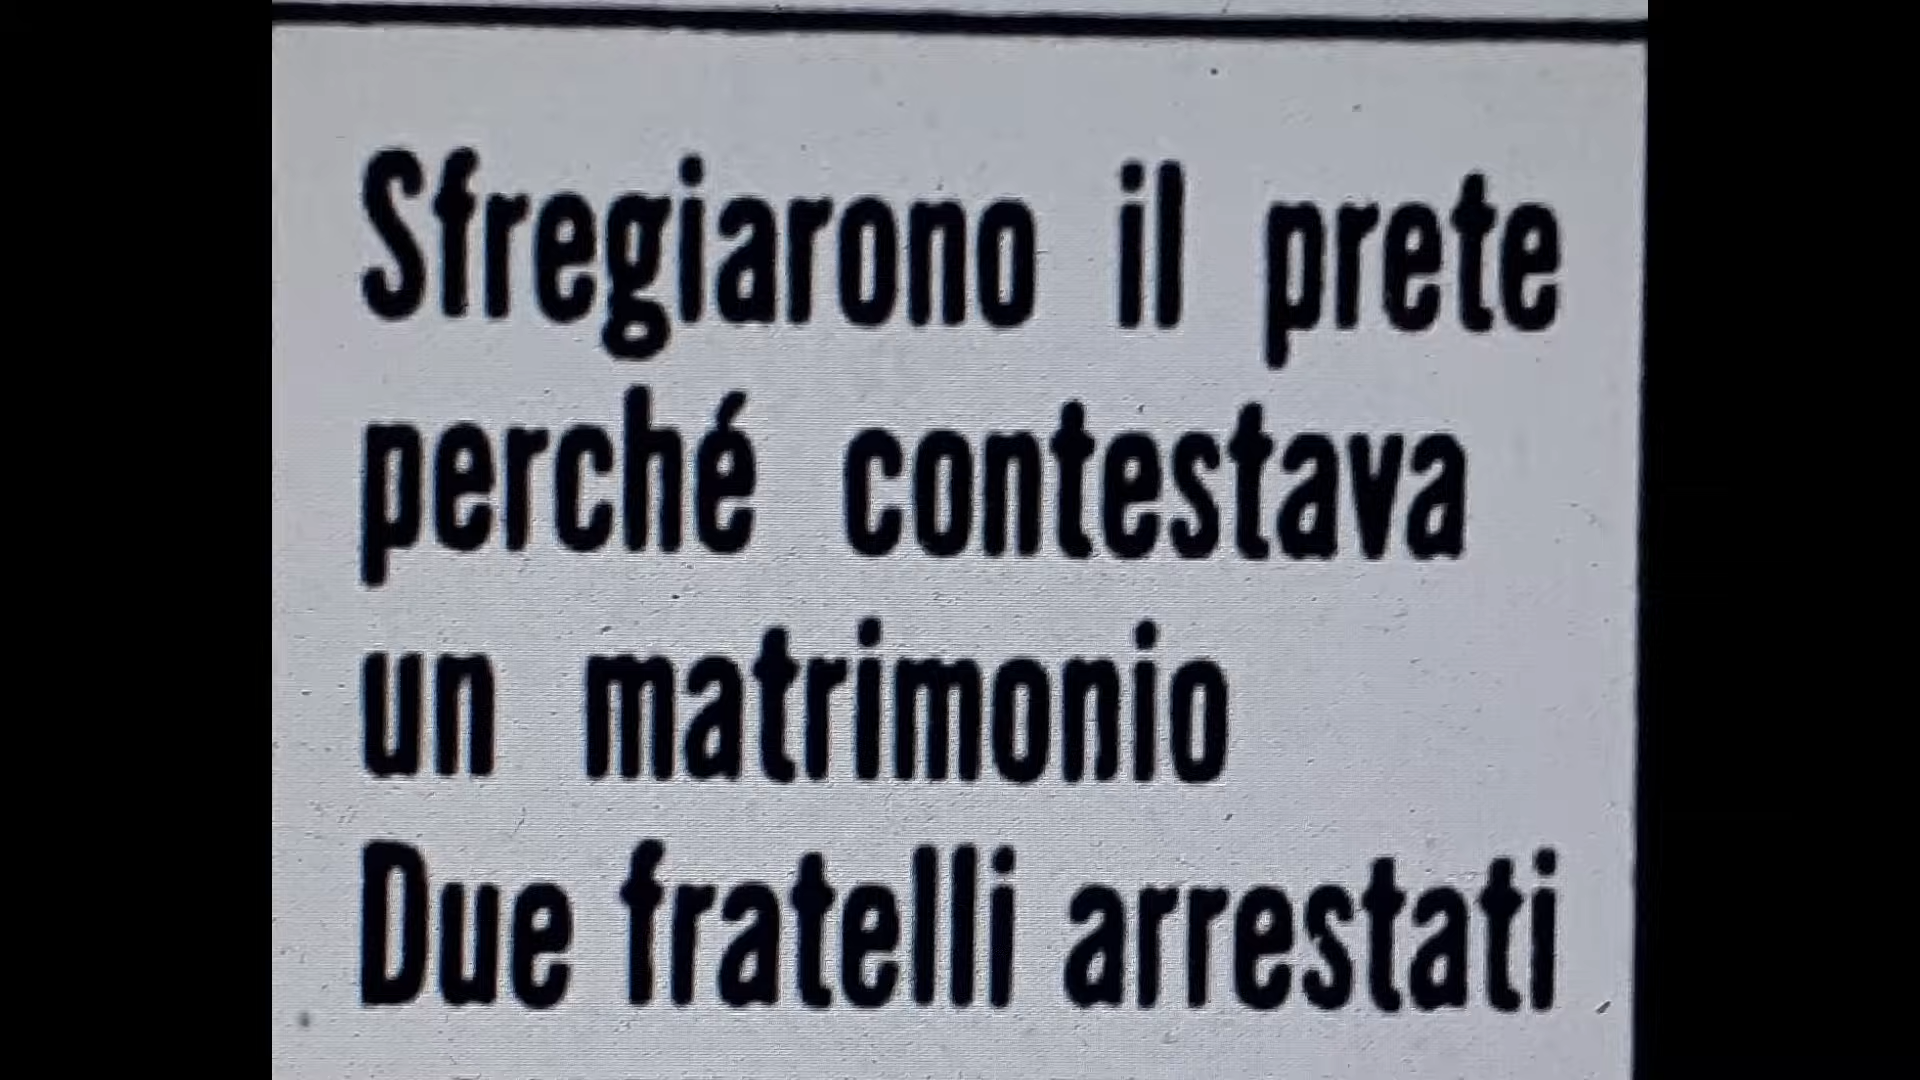 Sfregiarono il prete
perché contestava
un matrimonio
Due fratelli arrestati